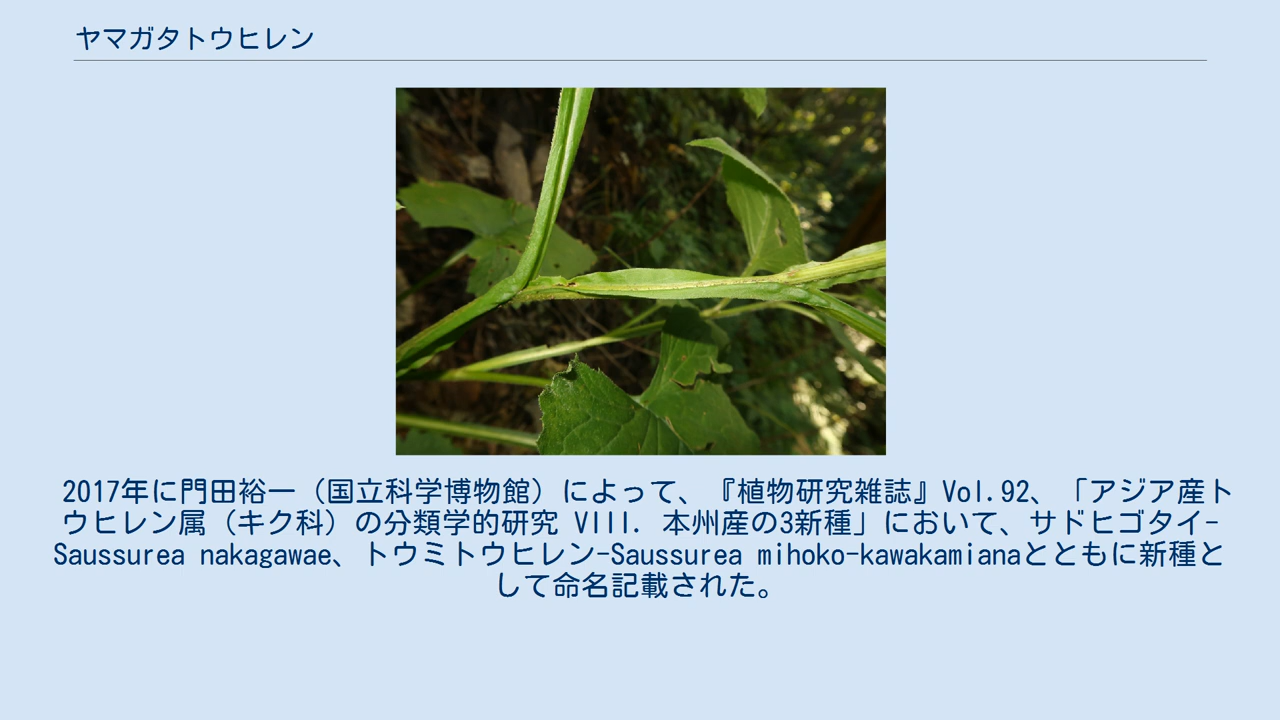 ヤマガタトウヒレン
2017年に門田裕一（国立科学博物館）によって、『植物研究雑誌』Vol.92、「アジア産ト
ウヒレン属（キク科）の分類学的研究 VIII. 本州産の3新種」において、サドヒゴタイ-
Saussurea nakagawae、トウミトウヒレン-Saussurea mihoko-kawakamianaとともに新種と
して命名記載された。